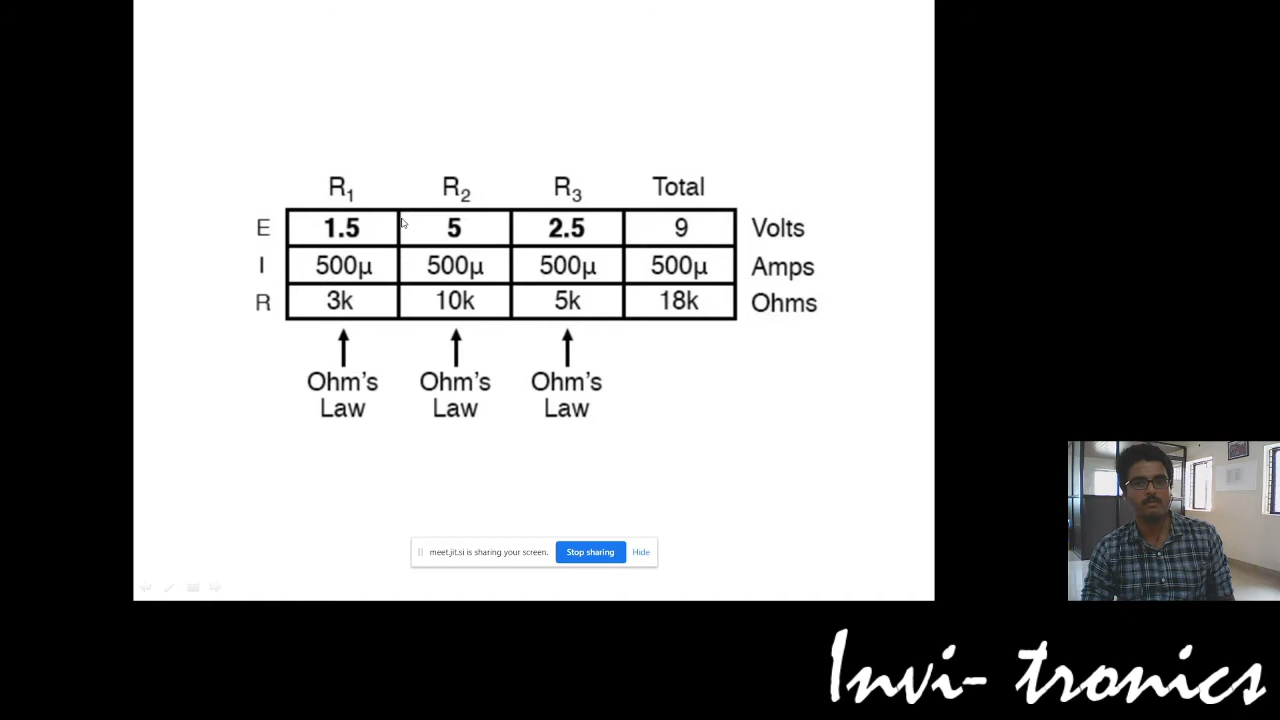 R1 R2 R3 Total
E 1.5 5 2.5 9 Volts
I 500µ 500µ 500µ 500µ Amps
R 3k 10k 5k 18k Ohms
Ohm's Ohm's Ohm's
Law Law Law
meet.jit.si is sharing your screen. Stop sharing Hide
Invi- tronics